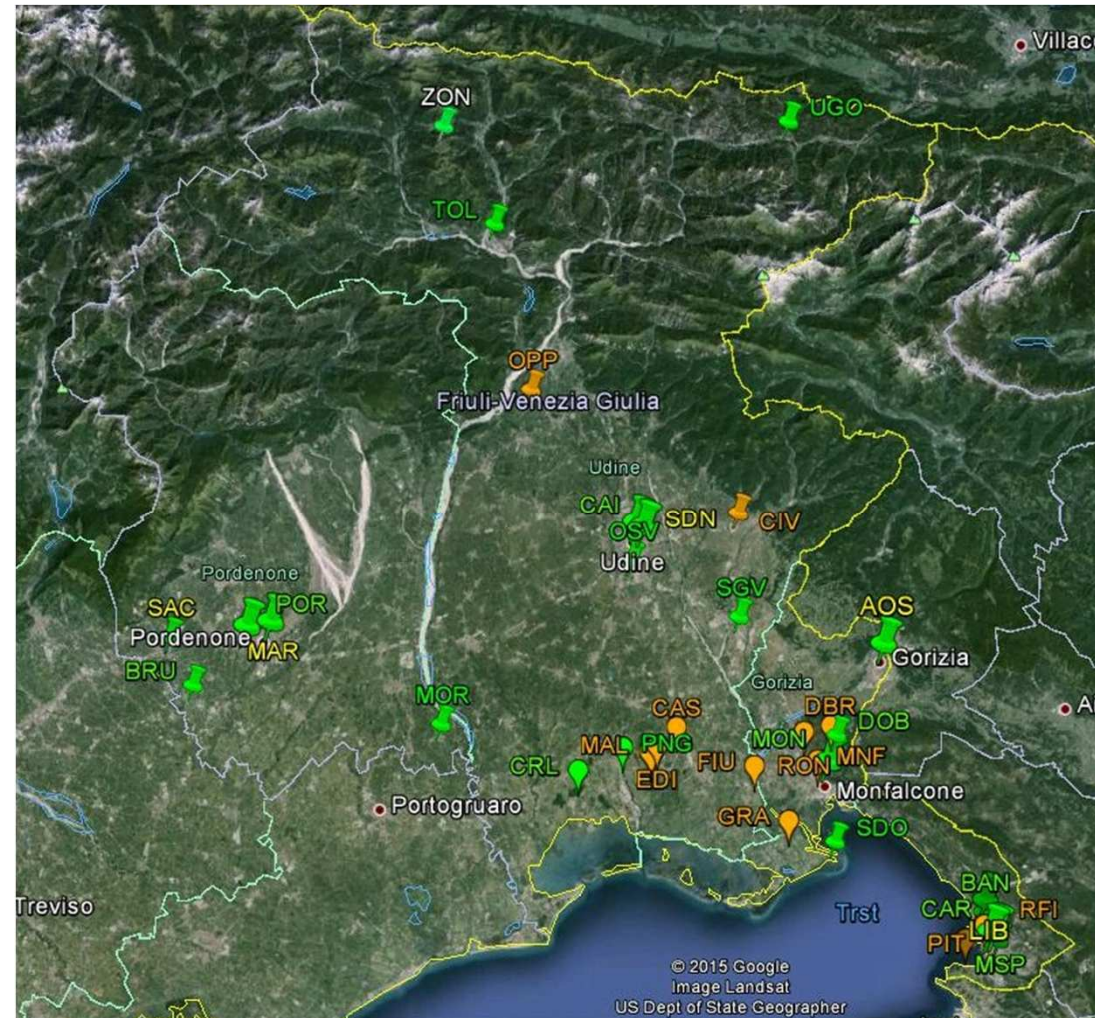 Villac
ZON
UGO
TOL
OPP
Friuli-Venezia Giulia
Udine
CAI
SDN
CIV
OSV
Udine
Pordenone
SGV
SAC
POR
AOS
Pordenone
MAR
Gorizia
BRU
Gorizia
MOR
CAS
DBR
DOB
MAL
PNG
MON
MNF
CRL
EDI
FIU
RON
Monfalcone
Portogruaro
GRA
SDO
BAN
Treviso
Trst
CAR
RFI
LIB
PIT
MSP
© 2015 Google
Image Landsat
US Dept of State Geographer